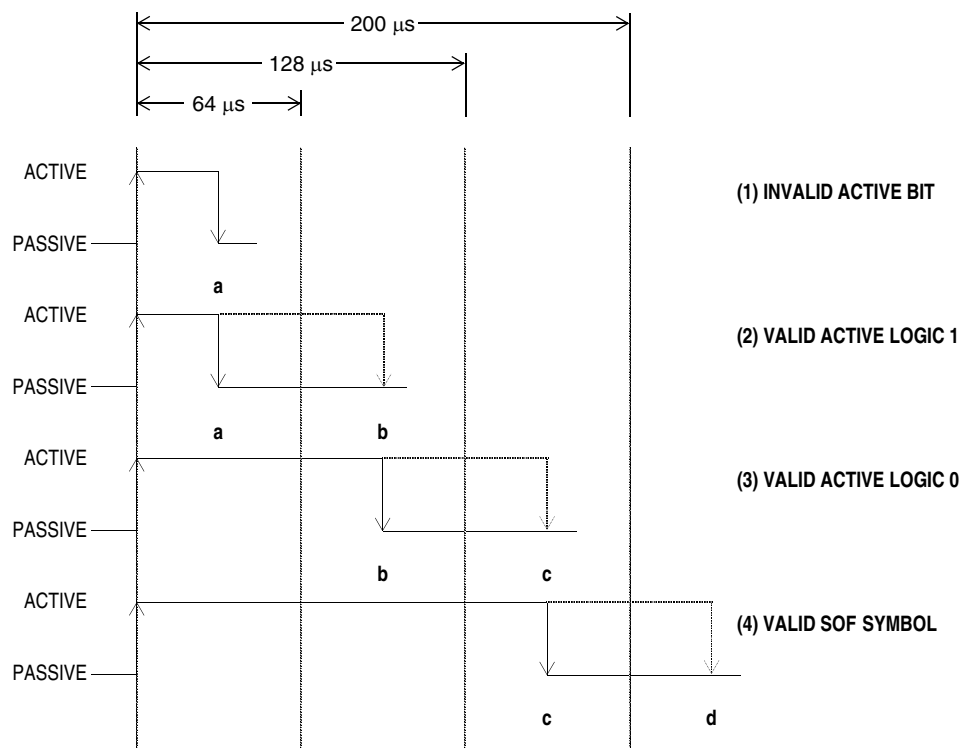 200 μs
128 μs
64 μs
ACTIVE
(1) INVALID ACTIVE BIT
PASSIVE
a
ACTIVE
(2) VALID ACTIVE LOGIC 1
PASSIVE
a b
ACTIVE
(3) VALID ACTIVE LOGIC 0
PASSIVE
b c
ACTIVE
(4) VALID SOF SYMBOL
PASSIVE
c d